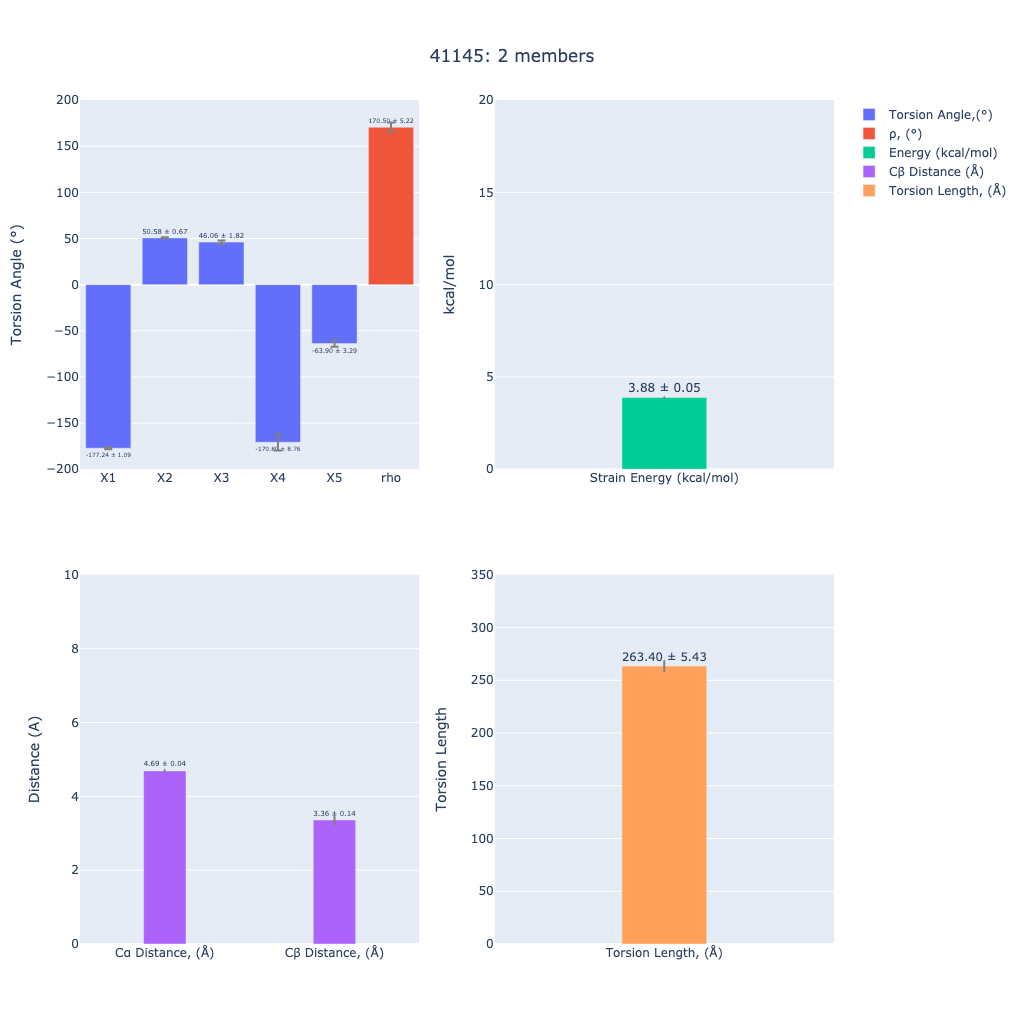 41145: 2 members
Torsion Angle (°)
200
150
100
50
0
−50
−100
−150
−200
-177.24 ± 1.09
50.58 ± 0.67
46.06 ± 1.82
-63.90 ± 3.29
170.50 ± 5.22
X1 X2 X3 X4 X5 rho
kcal/mol
20
15
10
5
0
3.88 ± 0.05
Strain Energy (kcal/mol)
Torsion Angle,(°)
ρ, (°)
Energy (kcal/mol)
Cβ Distance (Å)
Torsion Length, (Å)
Distance (A)
10
8
6
4
2
0
4.69 ± 0.04
3.36 ± 0.14
Cα Distance, (Å) Cβ Distance, (Å)
Torsion Length
350
300
250
200
150
100
50
0
263.40 ± 5.43
Torsion Length, (Å)